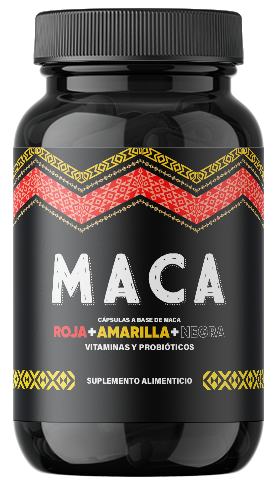 MACA
CÁPSULAS A BASE DE MACA
ROJA+AMARILLA+NEGRA
VITAMINAS Y PROBIÓTICOS
SUPLEMENTO ALIMENTICIO